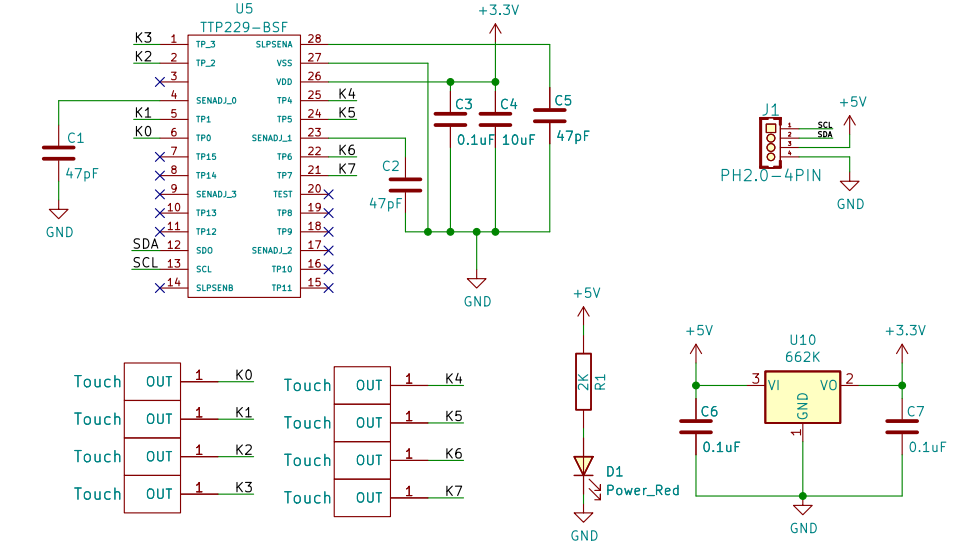 U5
TTP229-BSF
K3 1 TP_3 SLPSENA 28
K2 2 TP_2 VSS 27
3 VDD 26
4 SENADJ_0 TP4 25 K4
K1 5 TP1 TP5 24 K5
K0 6 TP0 SENADJ_1 23
7 TP15 TP6 22 K6
8 TP14 TP7 21 K7
9 SENADJ_3 TEST 20
10 TP13 TP8 19
11 TP12 TP9 18
SDA 12 SDO SENADJ_2 17
SCL 13 SCL TP10 16
14 SLPSENB TP11 15
C1
47pF
GND
+3.3V
C3
0.1uF
C4
10uF
C5
47pF
C2
47pF
GND
J1
+5V
1 SCL
2 SDA
3
4
PH2.0-4PIN
GND
Touch OUT 1 K0
Touch OUT 1 K1
Touch OUT 1 K2
Touch OUT 1 K3
Touch OUT 1 K4
Touch OUT 1 K5
Touch OUT 1 K6
Touch OUT 1 K7
+5V
2K R1
D1
Power_Red
GND
+5V
U10
662K
+3.3V
3 VI VO 2
GND
1
C6
0.1uF
C7
0.1uF
GND